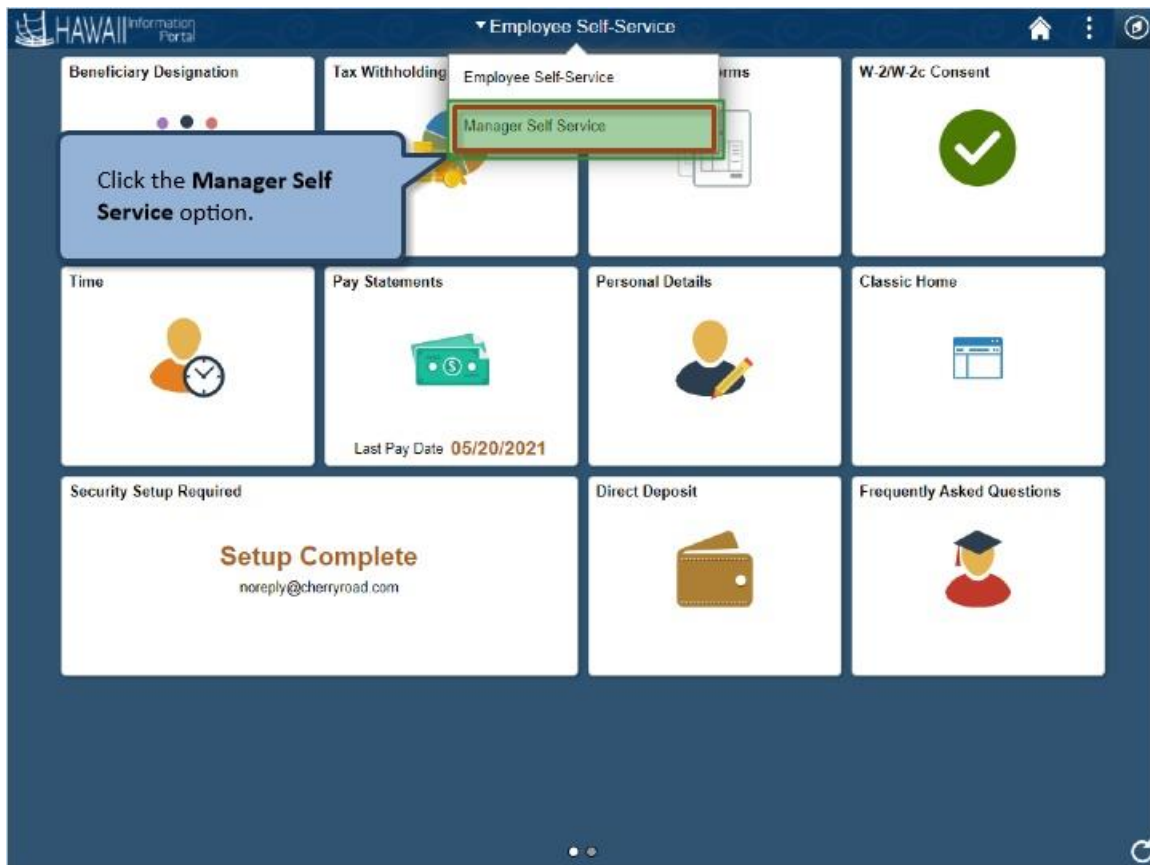 HAWAII Information
Portal
Employee Self-Service
Beneficiary Designation
Tax Withholding
Employee Self-Service
Manager Self Service
W-2/W-2c Consent
Click the Manager Self
Service option.
Time
Pay Statements
Last Pay Date 05/20/2021
Personal Details
Classic Home
Security Setup Required
Setup Complete
noreply@cherryroad.com
Direct Deposit
Frequently Asked Questions